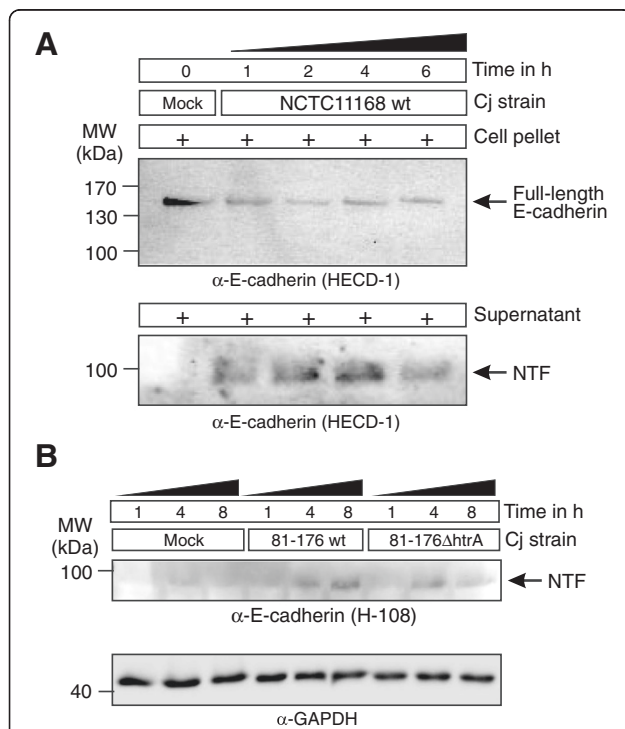 A
0 1 2 4 6 Time in h
Mock NCTC11168 wt Cj strain
MW
(kDa)
+ + + + + Cell pellet
170
130
100
Full-length
E-cadherin
α-E-cadherin (HECD-1)
+ + + + + Supernatant
100
NTF
α-E-cadherin (HECD-1)
B
1 4 8 1 4 8 1 4 8 Time in h
MW
(kDa)
Mock 81-176 wt 81-176ΔhtrA Cj strain
100
NTF
α-E-cadherin (H-108)
40
α-GAPDH